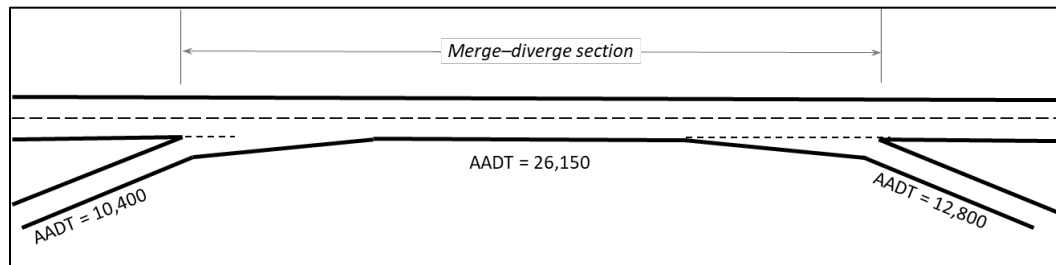 Merge–diverge section
AADT = 26,150
AADT = 10,400
AADT = 12,800